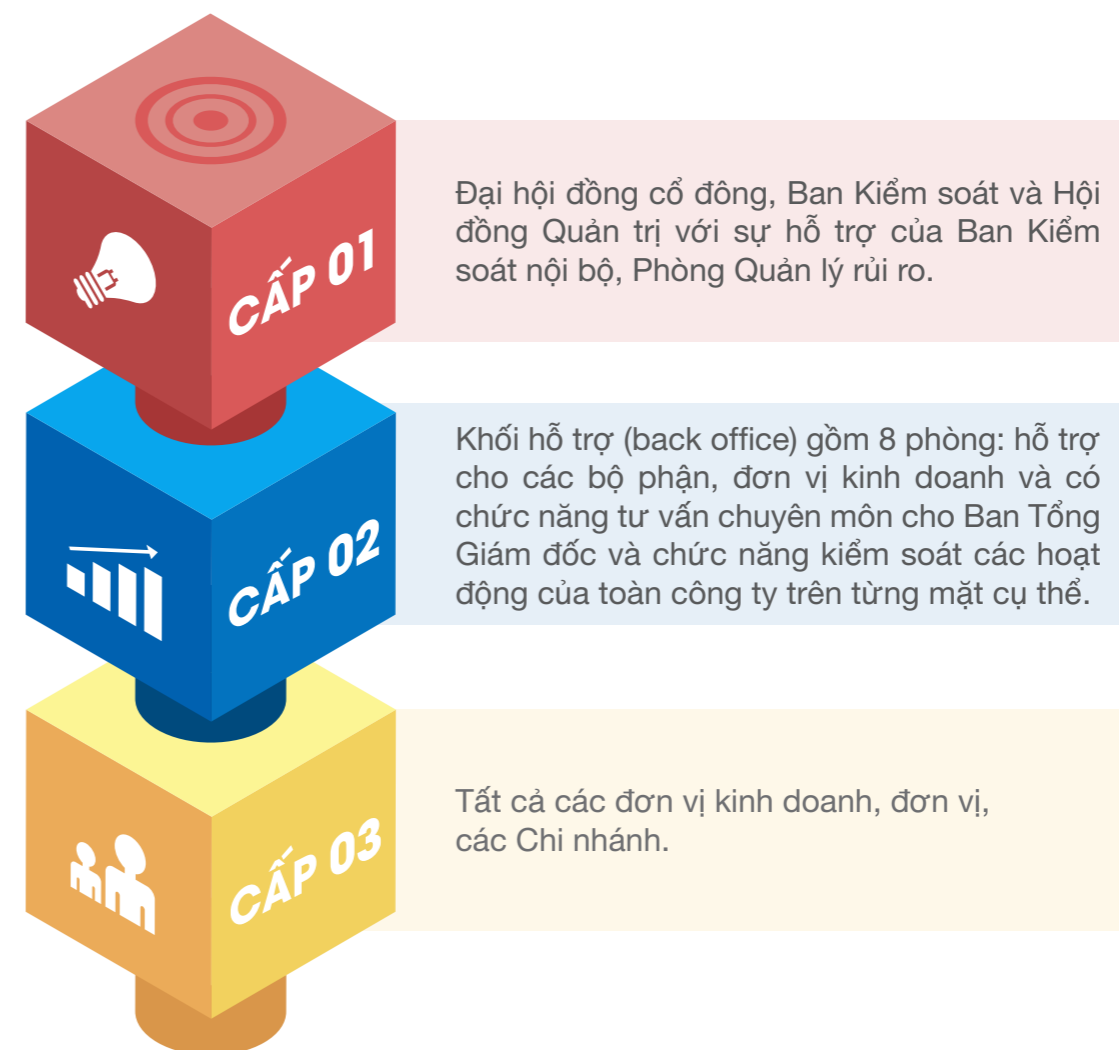 CẤP 01
Đại hội đồng cổ đông, Ban Kiểm soát và Hội
đồng Quản trị với sự hỗ trợ của Ban Kiểm
soát nội bộ, Phòng Quản lý rủi ro.
CẤP 02
Khối hỗ trợ (back office) gồm 8 phòng: hỗ trợ
cho các bộ phận, đơn vị kinh doanh và có
chức năng tư vấn chuyên môn cho Ban Tổng
Giám đốc và chức năng kiểm soát các hoạt
động của toàn công ty trên từng mặt cụ thể.
CẤP 03
Tất cả các đơn vị kinh doanh, đơn vị,
các Chi nhánh.